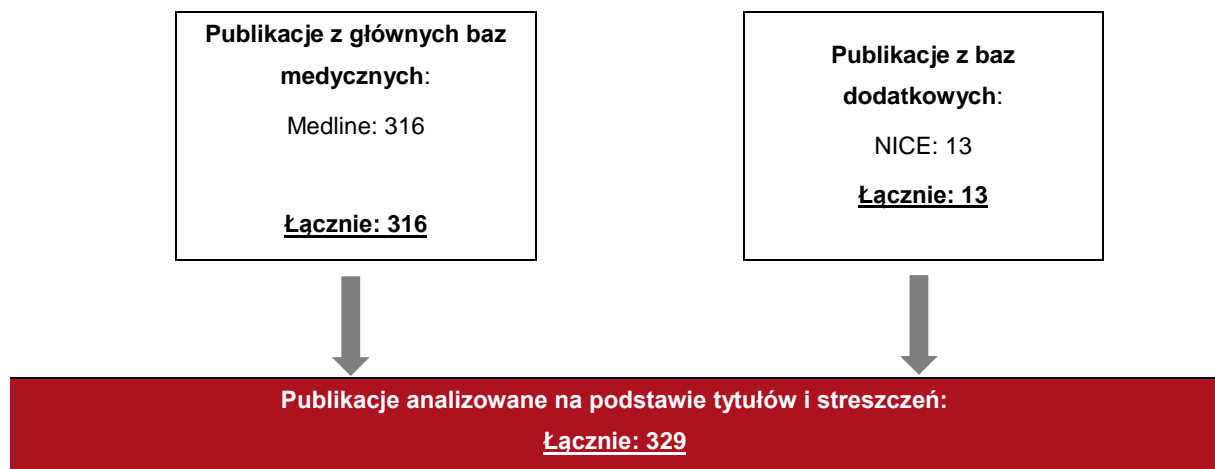 Publikacje z głównych baz
medycznych:
Medline: 316
Łącznie: 316
Publikacje z baz
dodatkowych:
NICE: 13
Łącznie: 13
Publikacje analizowane na podstawie tytułów i streszczeń:
Łącznie: 329